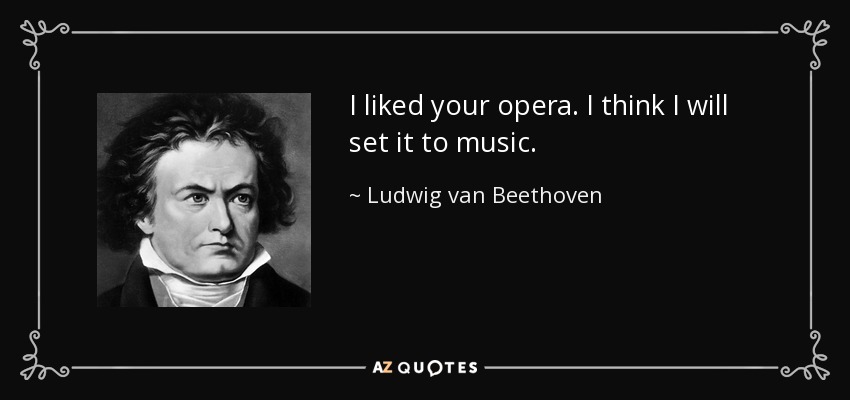 I liked your opera. I think I will
set it to music.
~ Ludwig van Beethoven
AZ QUOTES